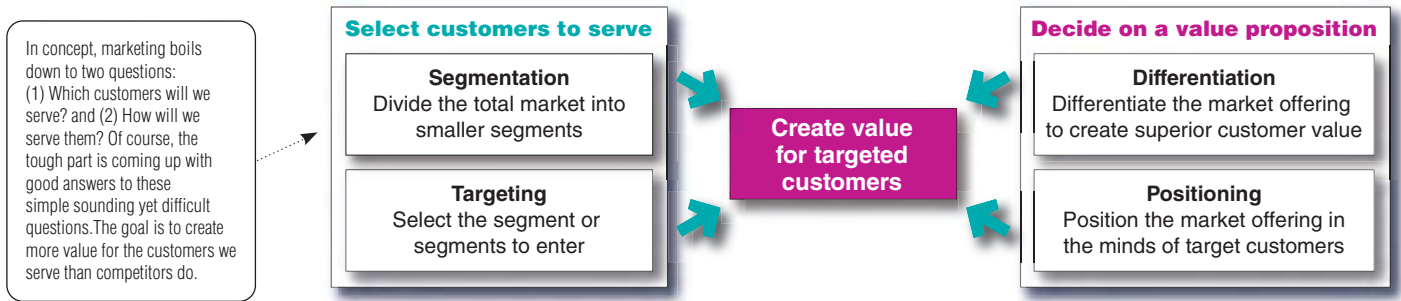 In concept, marketing boils
down to two questions:
(1) Which customers will we
serve? and (2) How will we
serve them? Of course, the
tough part is coming up with
good answers to these
simple sounding yet difficult
questions.The goal is to create
more value for the customers we
serve than competitors do.
Select customers to serve
Segmentation
Divide the total market into
smaller segments
Targeting
Select the segment or
segments to enter
Create value
for targeted
customers
Decide on a value proposition
Differentiation
Differentiate the market offering
to create superior customer value
Positioning
Position the market offering in
the minds of target customers